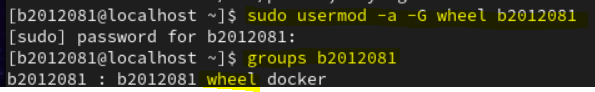 [b2012081@localhost ~]$ sudo usermod -a -G wheel b2012081
[sudo] password for b2012081:
[b2012081@localhost ~]$ groups b2012081
b2012081 : b2012081 wheel docker